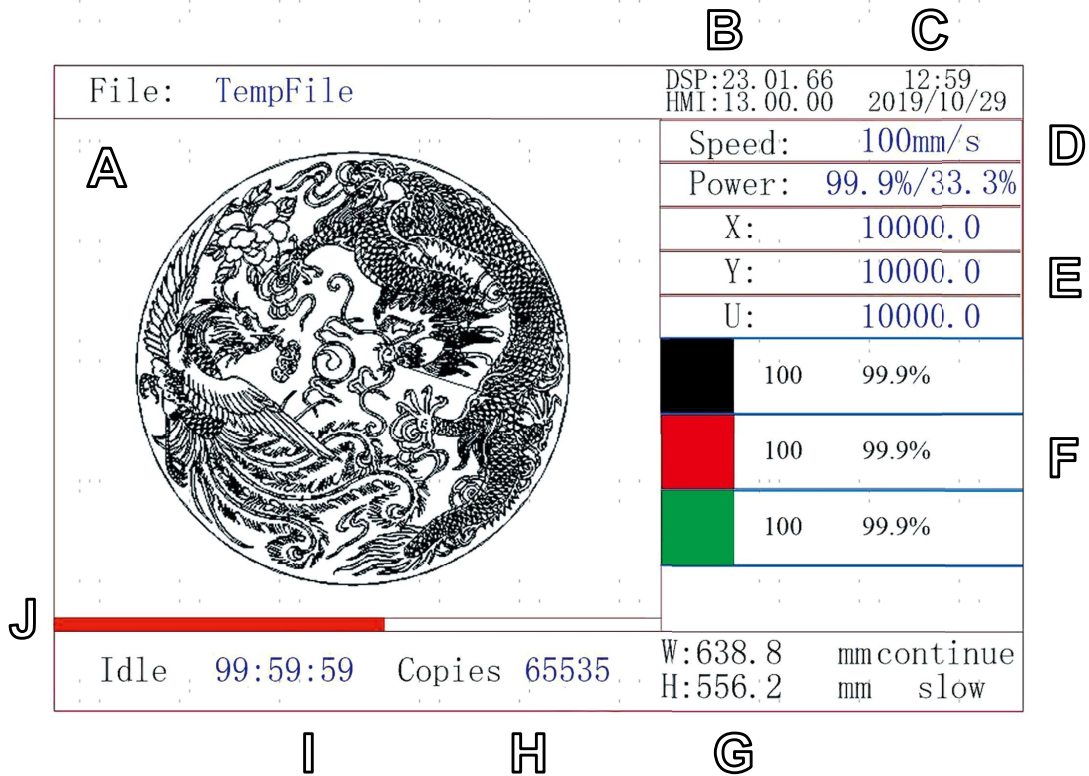 B C
File: TempFile DSP:23.01.66 12:59
HMI:13.00.00 2019/10/29
A Speed: 100mm/s D
Power: 99.9%/33.3%
X: 10000.0
Y: 10000.0 E
U: 10000.0
100 99.9%
100 99.9% F
100 99.9%
J
Idle 99:59:59 Copies 65535 W:638.8 mm continue
H:556.2 mm slow
I H G